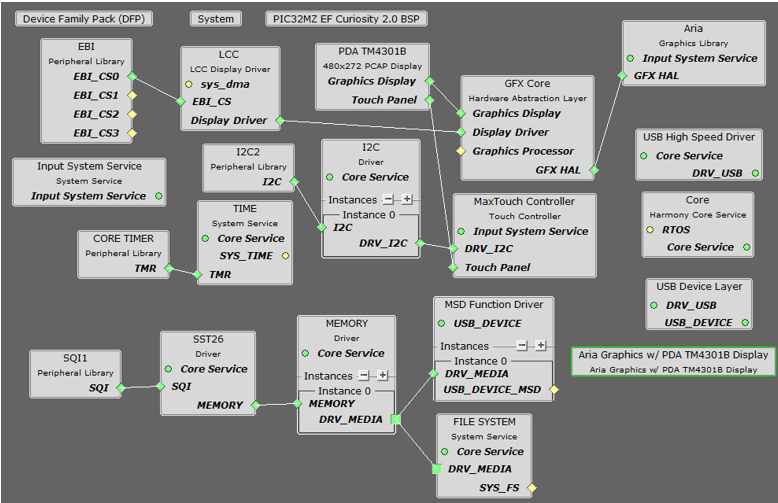 Device Family Pack (DFP)
System
PIC32MZ EF Curiosity 2.0 BSP
EBI
Peripheral Library
EBI_CS0
EBI_CS1
EBI_CS2
EBI_CS3
LCC
LCC Display Driver
sys_dma
EBI_CS
Display Driver
PDA TM4301B
480x272 PCAP Display
Graphics Display
Touch Panel
GFX Core
Hardware Abstraction Layer
Graphics Display
Display Driver
Graphics Processor
GFX HAL
Aria
Graphics Library
Input System Service
GFX HAL
Input System Service
System Service
Input System Service
I2C2
Peripheral Library
I2C
I2C
Driver
Core Service
Instances
Instance 0
I2C
DRV_I2C
USB High Speed Driver
Core Service
DRV_USB
CORE TIMER
Peripheral Library
TMR
TIME
System Service
Core Service
SYS_TIME
TMR
MaxTouch Controller
Touch Controller
Input System Service
DRV_I2C
Touch Panel
Core
Harmony Core Service
RTOS
Core Service
USB Device Layer
DRV_USB
USB_DEVICE
SQI1
Peripheral Library
SQI
SST26
Driver
Core Service
SQI
MEMORY
MEMORY
Driver
Core Service
Instances
Instance 0
MEMORY
DRV_MEDIA
MSD Function Driver
USB_DEVICE
Instances
Instance 0
DRV_MEDIA
USB_DEVICE_MSD
Aria Graphics w/ PDA TM4301B Display
Aria Graphics w/ PDA TM4301B Display
FILE SYSTEM
System Service
Core Service
DRV_MEDIA
SYS_FS